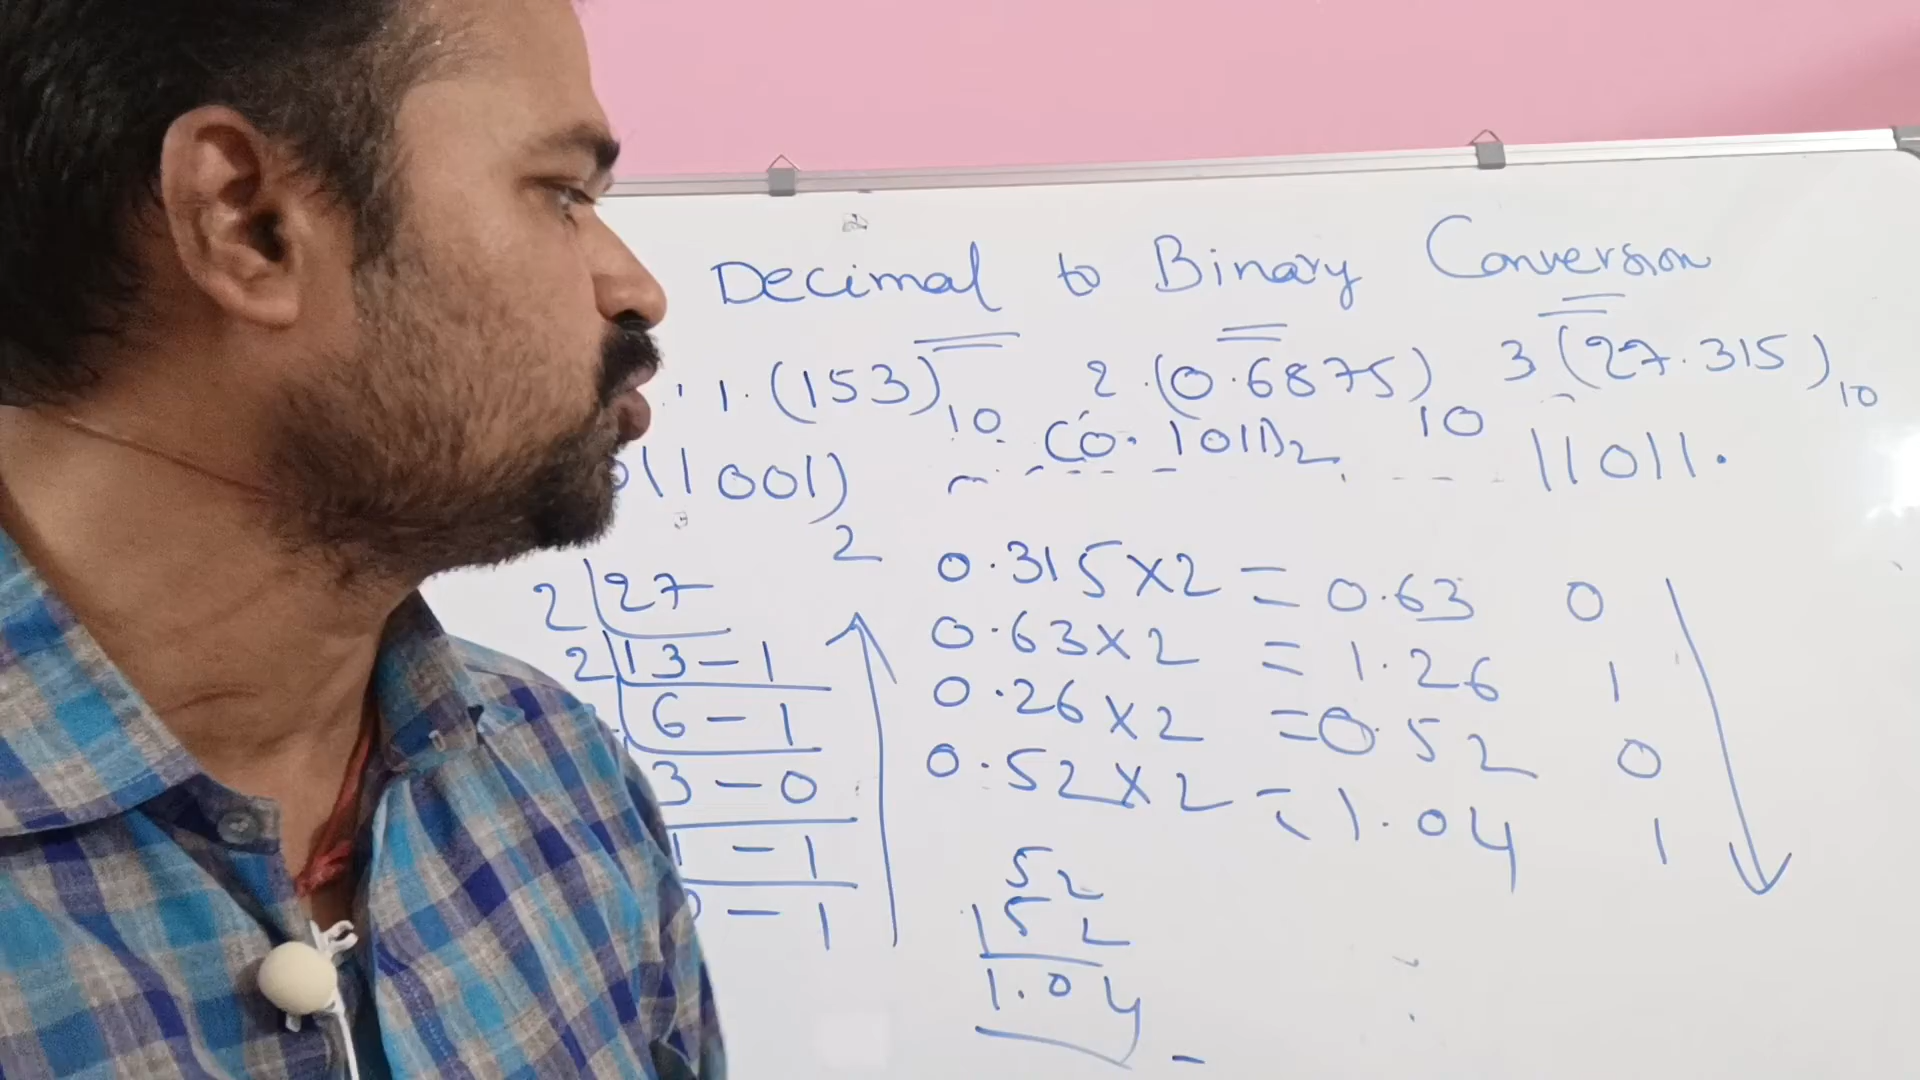 Decimal to Binary Conversion
1. (153)10 2. (0.6875)10 3 (27.315)10
011001)2 (0.1011)2 11011.
2 27
2 13 - 1
6 - 1
3 - 0
1 - 1
0 - 1
0.315×2 = 0.63 0
0.63×2 = 1.26 1
0.26×2 = 0.52 0
0.52×2 = 1.04 1
52
1 52
1.04